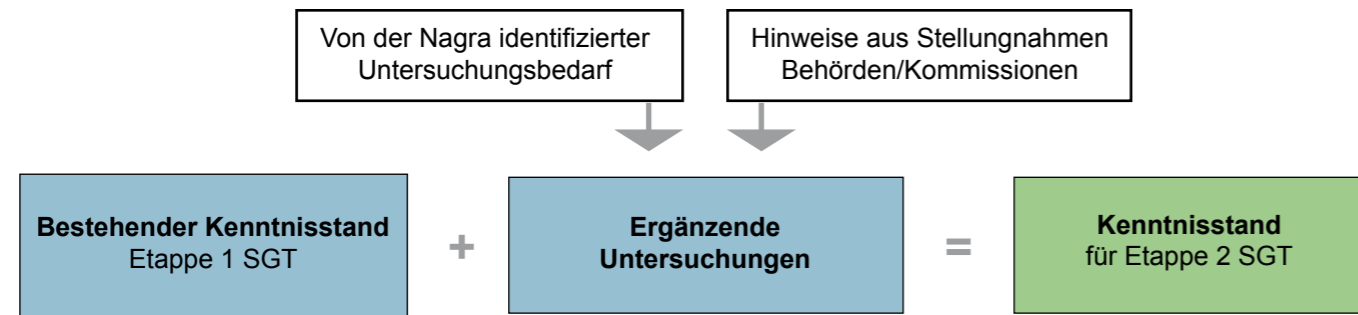 Von der Nagra identifizierter
Untersuchungsbedarf
Hinweise aus Stellungnahmen
Behörden/Kommissionen
Bestehender Kenntnisstand
Etappe 1 SGT
+
Ergänzende
Untersuchungen
=
Kenntnisstand
für Etappe 2 SGT